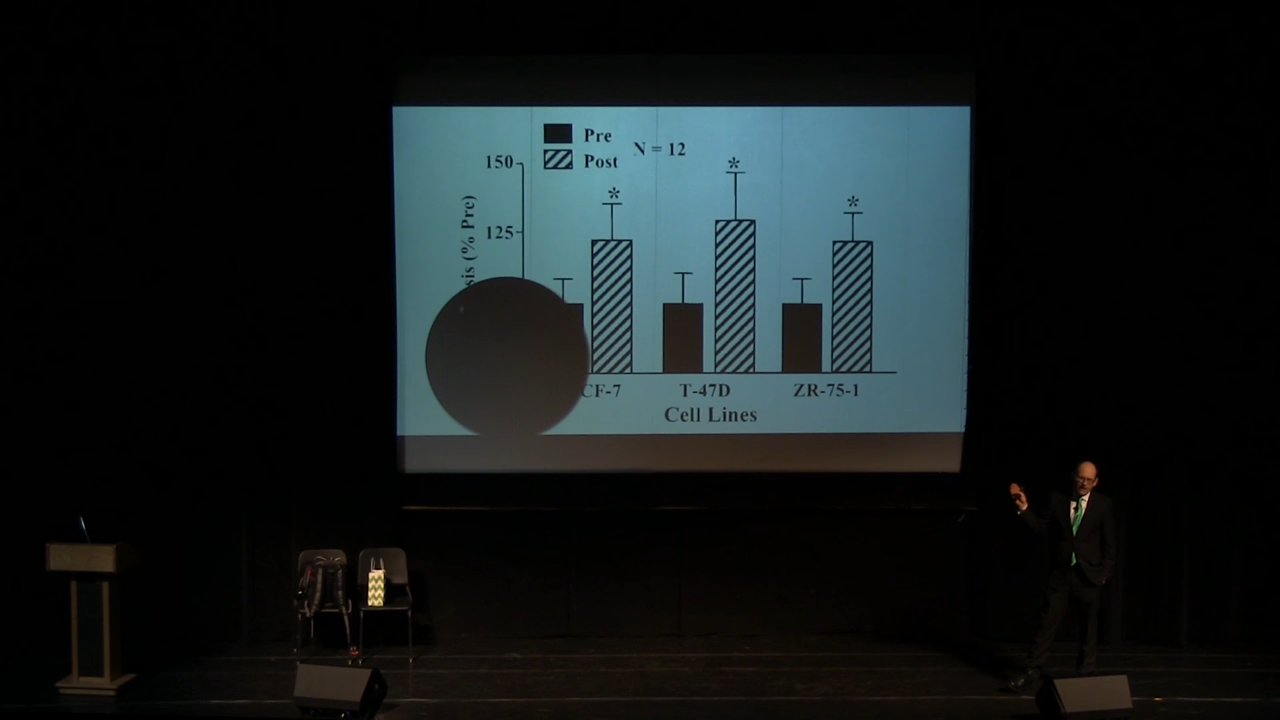 Pre
Post
N = 12
150
125
sis (% Pre)
* * *
CF-7 T-47D ZR-75-1
Cell Lines